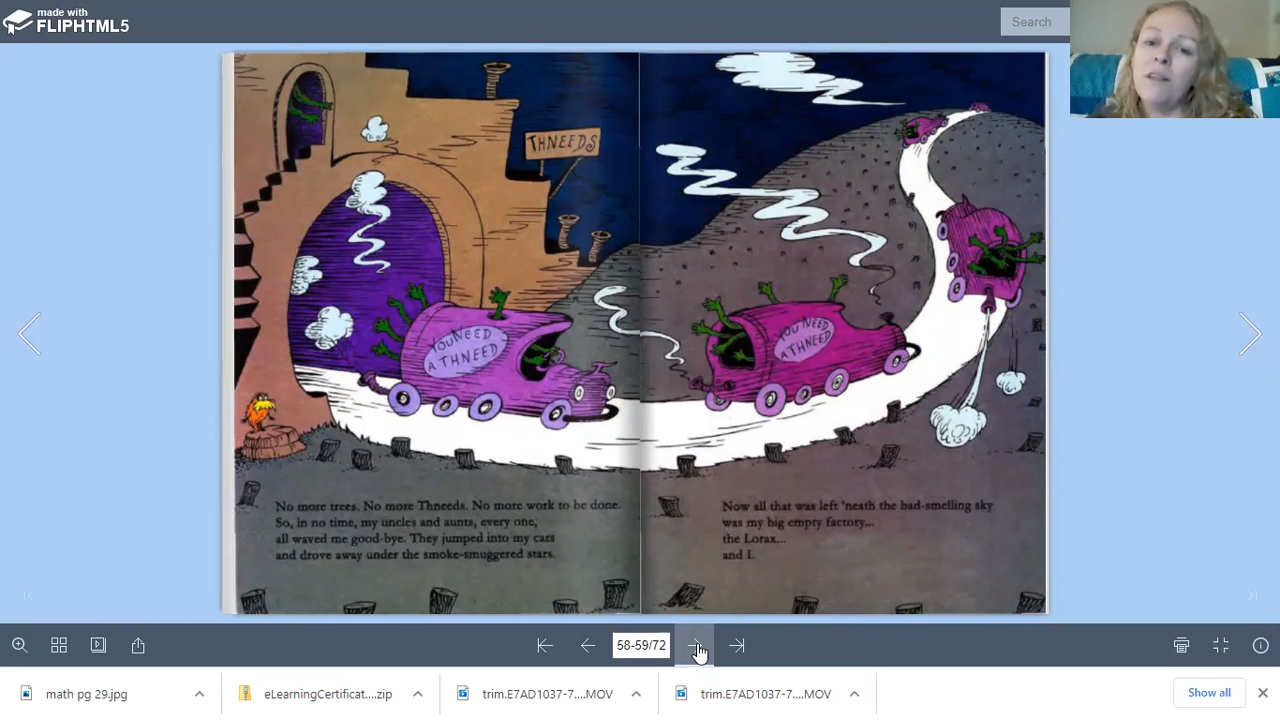 made with
FLIPHTML5
Search
THNEEDS
YOU NEED
A THNEED
YOU NEED
A THNEED
No more trees. No more Thneeds. No more work to be done.
So, in no time, my uncles and aunts, every one,
all waved me good-bye. They jumped into my cars
and drove away under the smoke-smuggered stars.
Now all that was left 'neath the bad-smelling sky
was my big empty factory...
the Lorax...
and I.
58-59/72
math pg 29.jpg
eLearningCertificat....zip
trim.E7AD1037-7....MOV
trim.E7AD1037-7....MOV
Show all